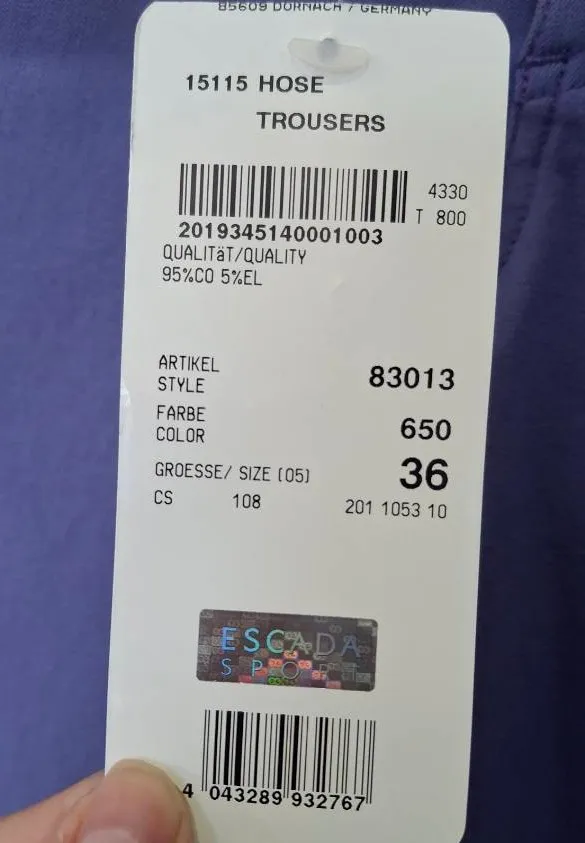 85609 DORNACH / GERMANY
15115 HOSE
TROUSERS
4330
T 800
2019345140001003
QUALITäT/QUALITY
95%CO 5%EL
ARTIKEL
STYLE
83013
FARBE
COLOR
650
GROESSE/ SIZE (05)
36
CS 108 201 1053 10
ESCADA
SPORT
4 043289 932767